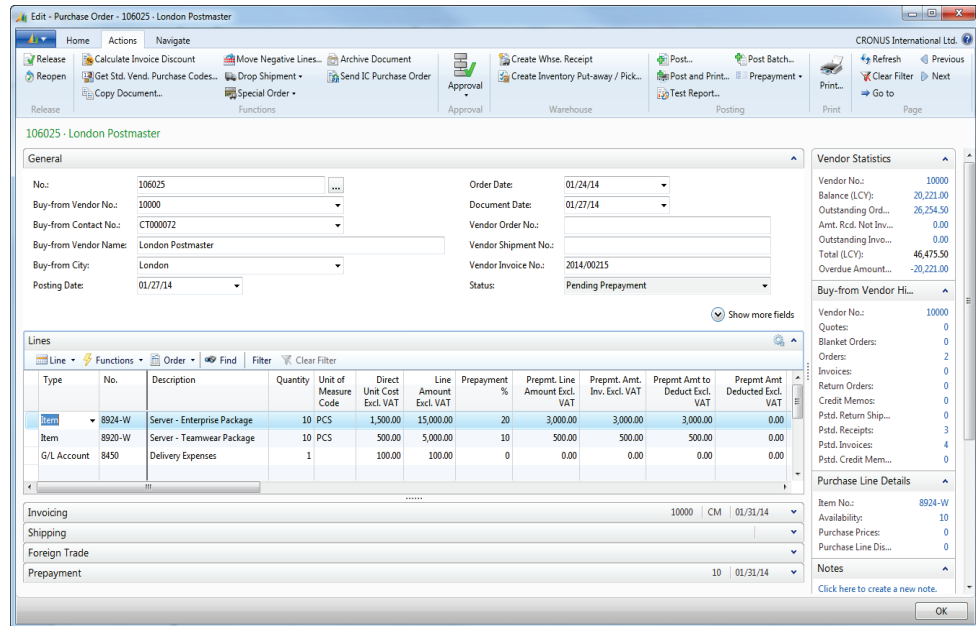 Edit - Purchase Order - 106025 · London Postmaster
Home Actions Navigate CRONUS International Ltd.
Release Calculate Invoice Discount Move Negative Lines... Archive Document Create Whse. Receipt Post... Post Batch... Refresh Previous
Reopen Get Std. Vend. Purchase Codes... Drop Shipment Send IC Purchase Order Approval Create Inventory Put-away / Pick... Post and Print... Prepayment Print... Clear Filter Next
Copy Document... Special Order Test Report... Go to
Release Functions Approval Warehouse Posting Print Page
106025 · London Postmaster
General
No.: 106025 ... Order Date: 01/24/14
Buy-from Vendor No.: 10000 Document Date: 01/27/14
Buy-from Contact No.: CT000072 Vendor Order No.:
Buy-from Vendor Name: London Postmaster Vendor Shipment No.:
Buy-from City: London Vendor Invoice No.: 2014/00215
Posting Date: 01/27/14 Status: Pending Prepayment
Show more fields
Lines
Line Functions Order Find Filter Clear Filter
Type No. Description Quantity Unit of Measure Code Direct Unit Cost Excl. VAT Line Amount Excl. VAT Prepayment % Prepmt. Line Amount Excl. VAT Prepmt. Amt. Inv. Excl. VAT Prepmt Amt to Deduct Excl. VAT Prepmt Amt Deducted Excl. VAT
Item 8924-W Server - Enterprise Package 10 PCS 1,500.00 15,000.00 20 3,000.00 3,000.00 3,000.00 0.00
Item 8920-W Server - Teamwear Package 10 PCS 500.00 5,000.00 10 500.00 500.00 500.00 0.00
G/L Account 8450 Delivery Expenses 1 100.00 100.00 0 0.00 0.00 0.00 0.00
Invoicing 10000 CM 01/31/14
Shipping
Foreign Trade
Prepayment 10 01/31/14
Vendor Statistics
Vendor No.: 10000
Balance (LCY): 20,221.00
Outstanding Ord... 26,254.50
Amt. Rcd. Not Inv... 0.00
Outstanding Invo... 0.00
Total (LCY): 46,475.50
Overdue Amount... -20,221.00
Buy-from Vendor Hi...
Vendor No.: 10000
Quotes: 0
Blanket Orders: 0
Orders: 2
Invoices: 0
Return Orders: 0
Credit Memos: 0
Pstd. Return Ship... 0
Pstd. Receipts: 3
Pstd. Invoices: 4
Pstd. Credit Mem... 0
Purchase Line Details
Item No.: 8924-W
Availability: 10
Purchase Prices: 0
Purchase Line Dis... 0
Notes
Click here to create a new note.
OK